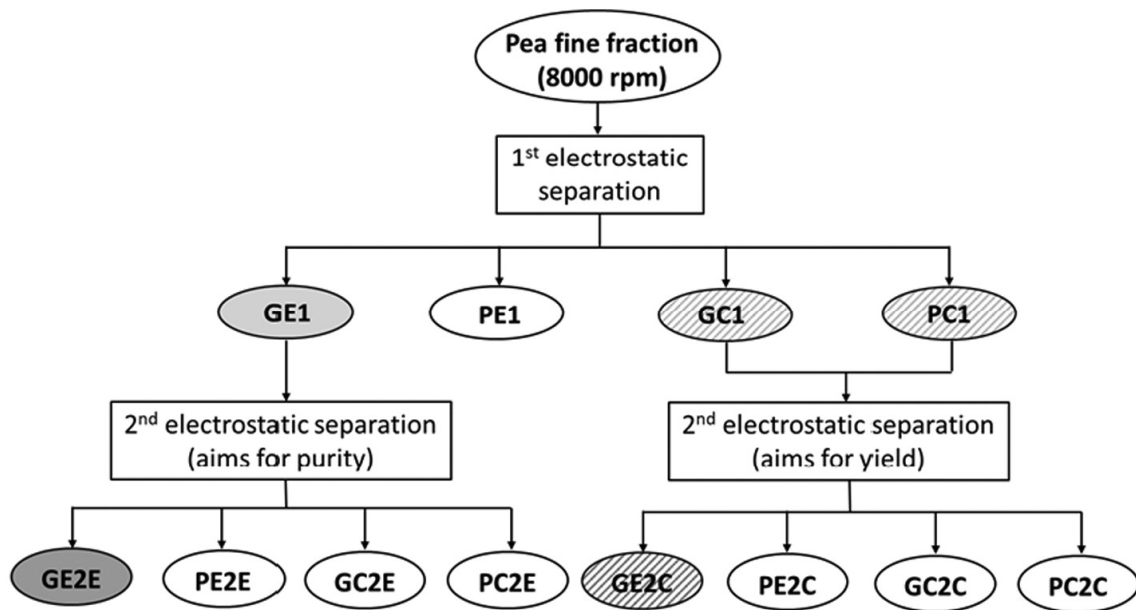 Pea fine fraction
(8000 rpm)
1st electrostatic
separation
GE1
PE1
GC1
PC1
2nd electrostatic separation
(aims for purity)
2nd electrostatic separation
(aims for yield)
GE2E
PE2E
GC2E
PC2E
GE2C
PE2C
GC2C
PC2C